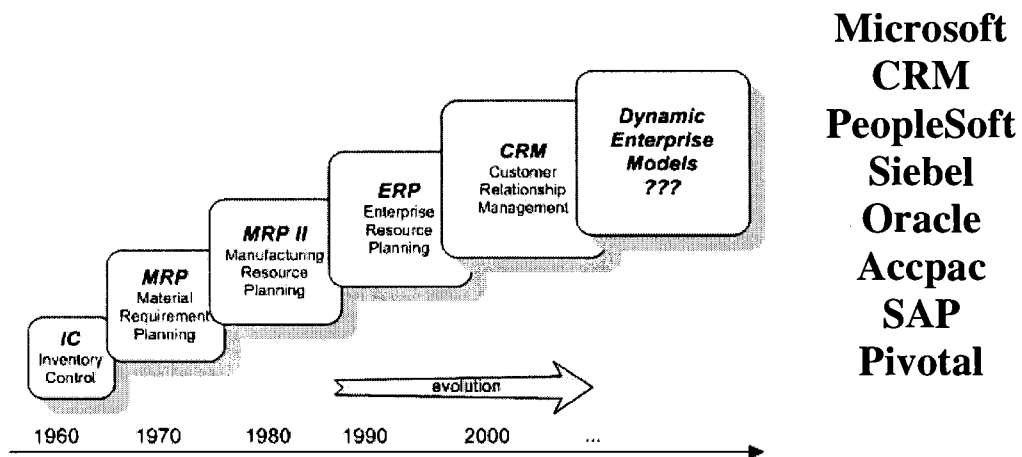 IC
Inventory
Control
MRP
Material
Requirement
Planning
MRP II
Manufacturing
Resource
Planning
ERP
Enterprise
Resource
Planning
CRM
Customer
Relationship
Management
Dynamic
Enterprise
Models
???
evolution
1960 1970 1980 1990 2000 ...
Microsoft
CRM
PeopleSoft
Siebel
Oracle
Accpac
SAP
Pivotal